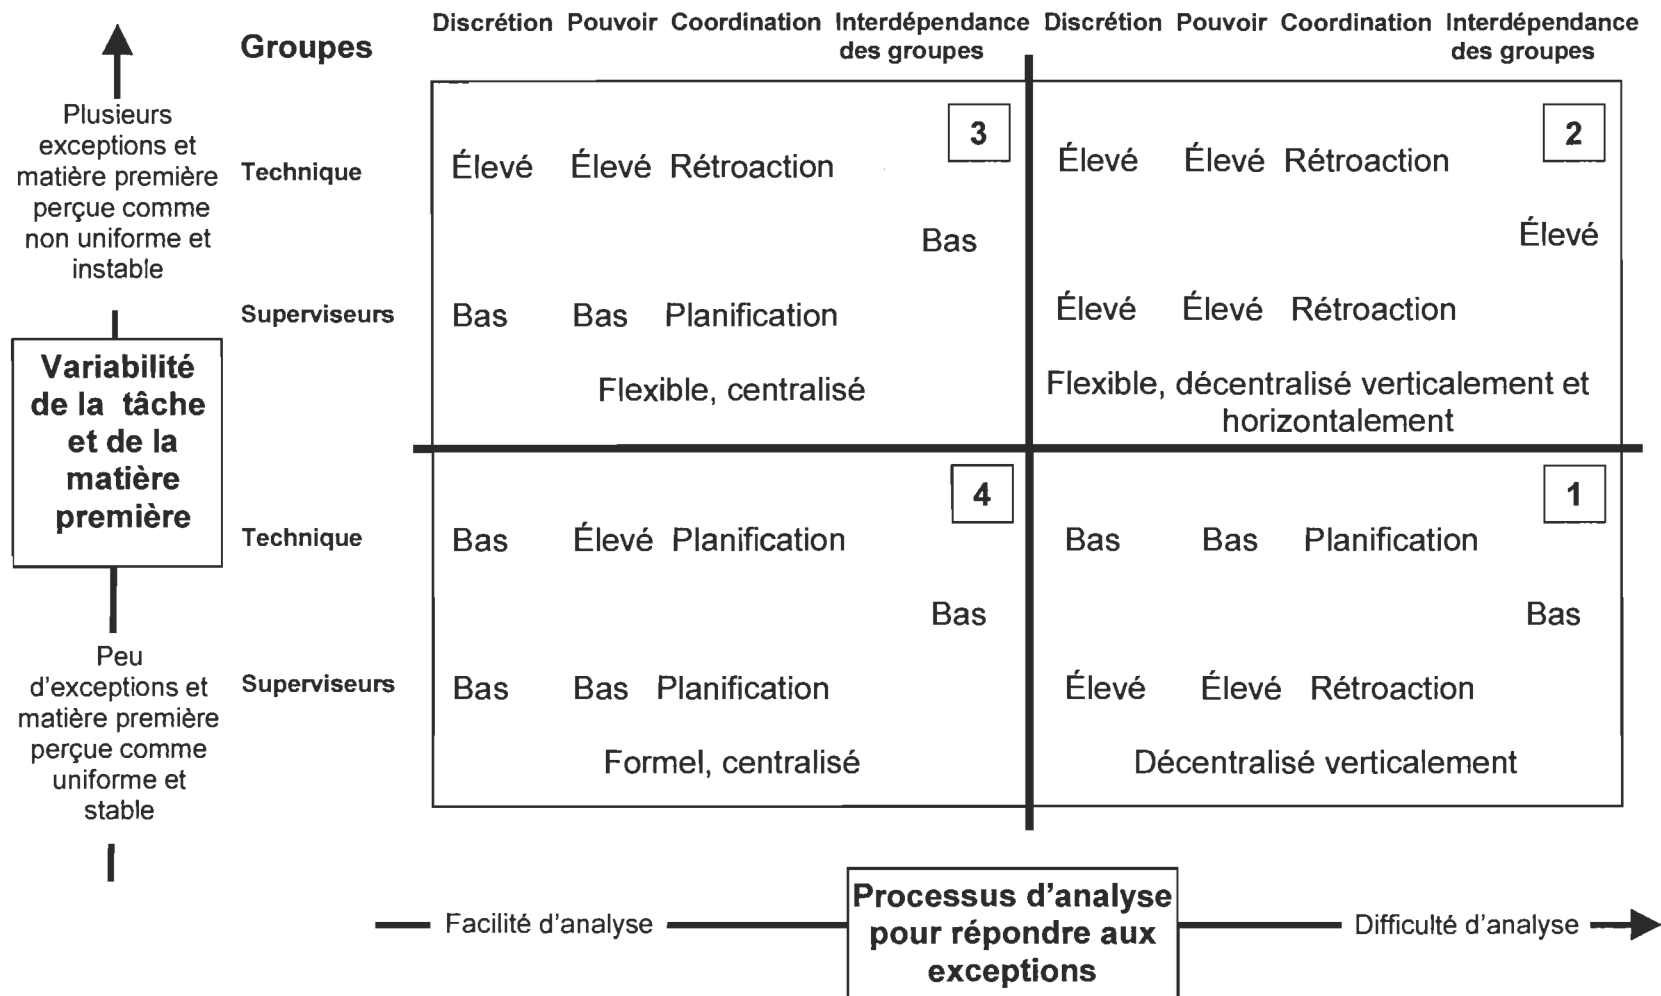 Discrétion Pouvoir Coordination Interdépendance Discrétion Pouvoir Coordination Interdépendance
des groupes des groupes
Groupes
Plusieurs
exceptions et
matière première
perçue comme
non uniforme et
instable
Variabilité
de la tâche
et de la
matière
première
Peu
d'exceptions et
matière première
perçue comme
uniforme et
stable
3
Technique Élevé Élevé Rétroaction
Bas
Superviseurs Bas Bas Planification
Flexible, centralisé
2
Élevé Élevé Rétroaction
Élevé
Élevé Élevé Rétroaction
Flexible, décentralisé verticalement et
horizontalement
4
Technique Bas Élevé Planification
Bas
Superviseurs Bas Bas Planification
Formel, centralisé
1
Bas Bas Planification
Bas
Élevé Élevé Rétroaction
Décentralisé verticalement
Facilité d'analyse
Processus d'analyse
pour répondre aux
exceptions
Difficulté d'analyse